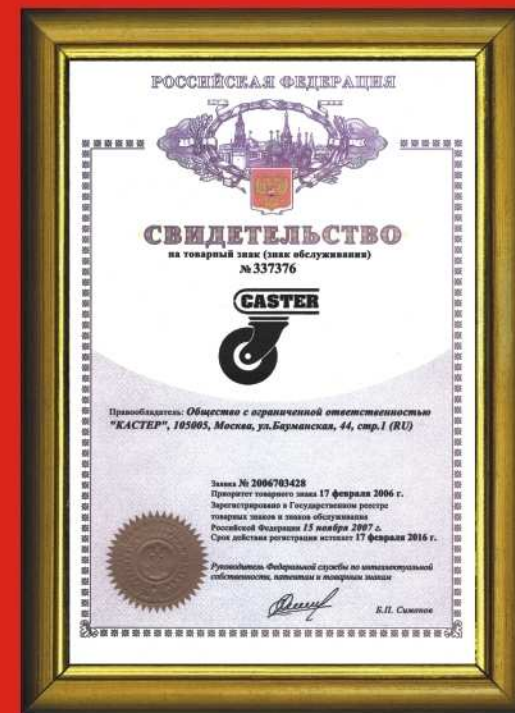 РОССИЙСКАЯ ФЕДЕРАЦИЯ
СВИДЕТЕЛЬСТВО
на товарный знак (знак обслуживания)
№ 337376
CASTER
Правообладатель: Общество с ограниченной ответственностью
"КАСТЕР", 105005, Москва, ул.Бауманская, 44, стр.1 (RU)
Заявка № 2006703428
Приоритет товарного знака 17 февраля 2006 г.
Зарегистрировано в Государственном реестре
товарных знаков и знаков обслуживания
Российской Федерации 15 ноября 2007 г.
Срок действия регистрации истекает 17 февраля 2016 г.
Руководитель Федеральной службы по интеллектуальной
собственности, патентам и товарным знакам
Б.П. Симонов